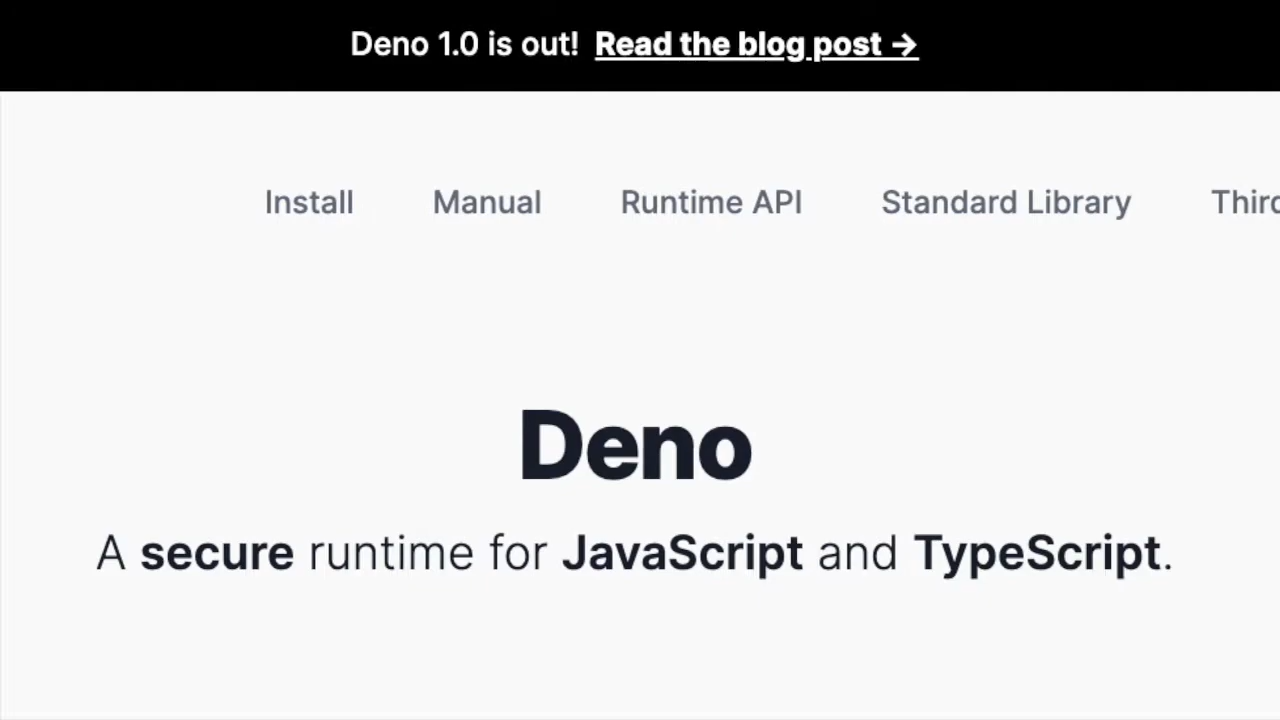 Deno 1.0 is out! Read the blog post →
Install Manual Runtime API Standard Library
Deno
A secure runtime for JavaScript and TypeScript.